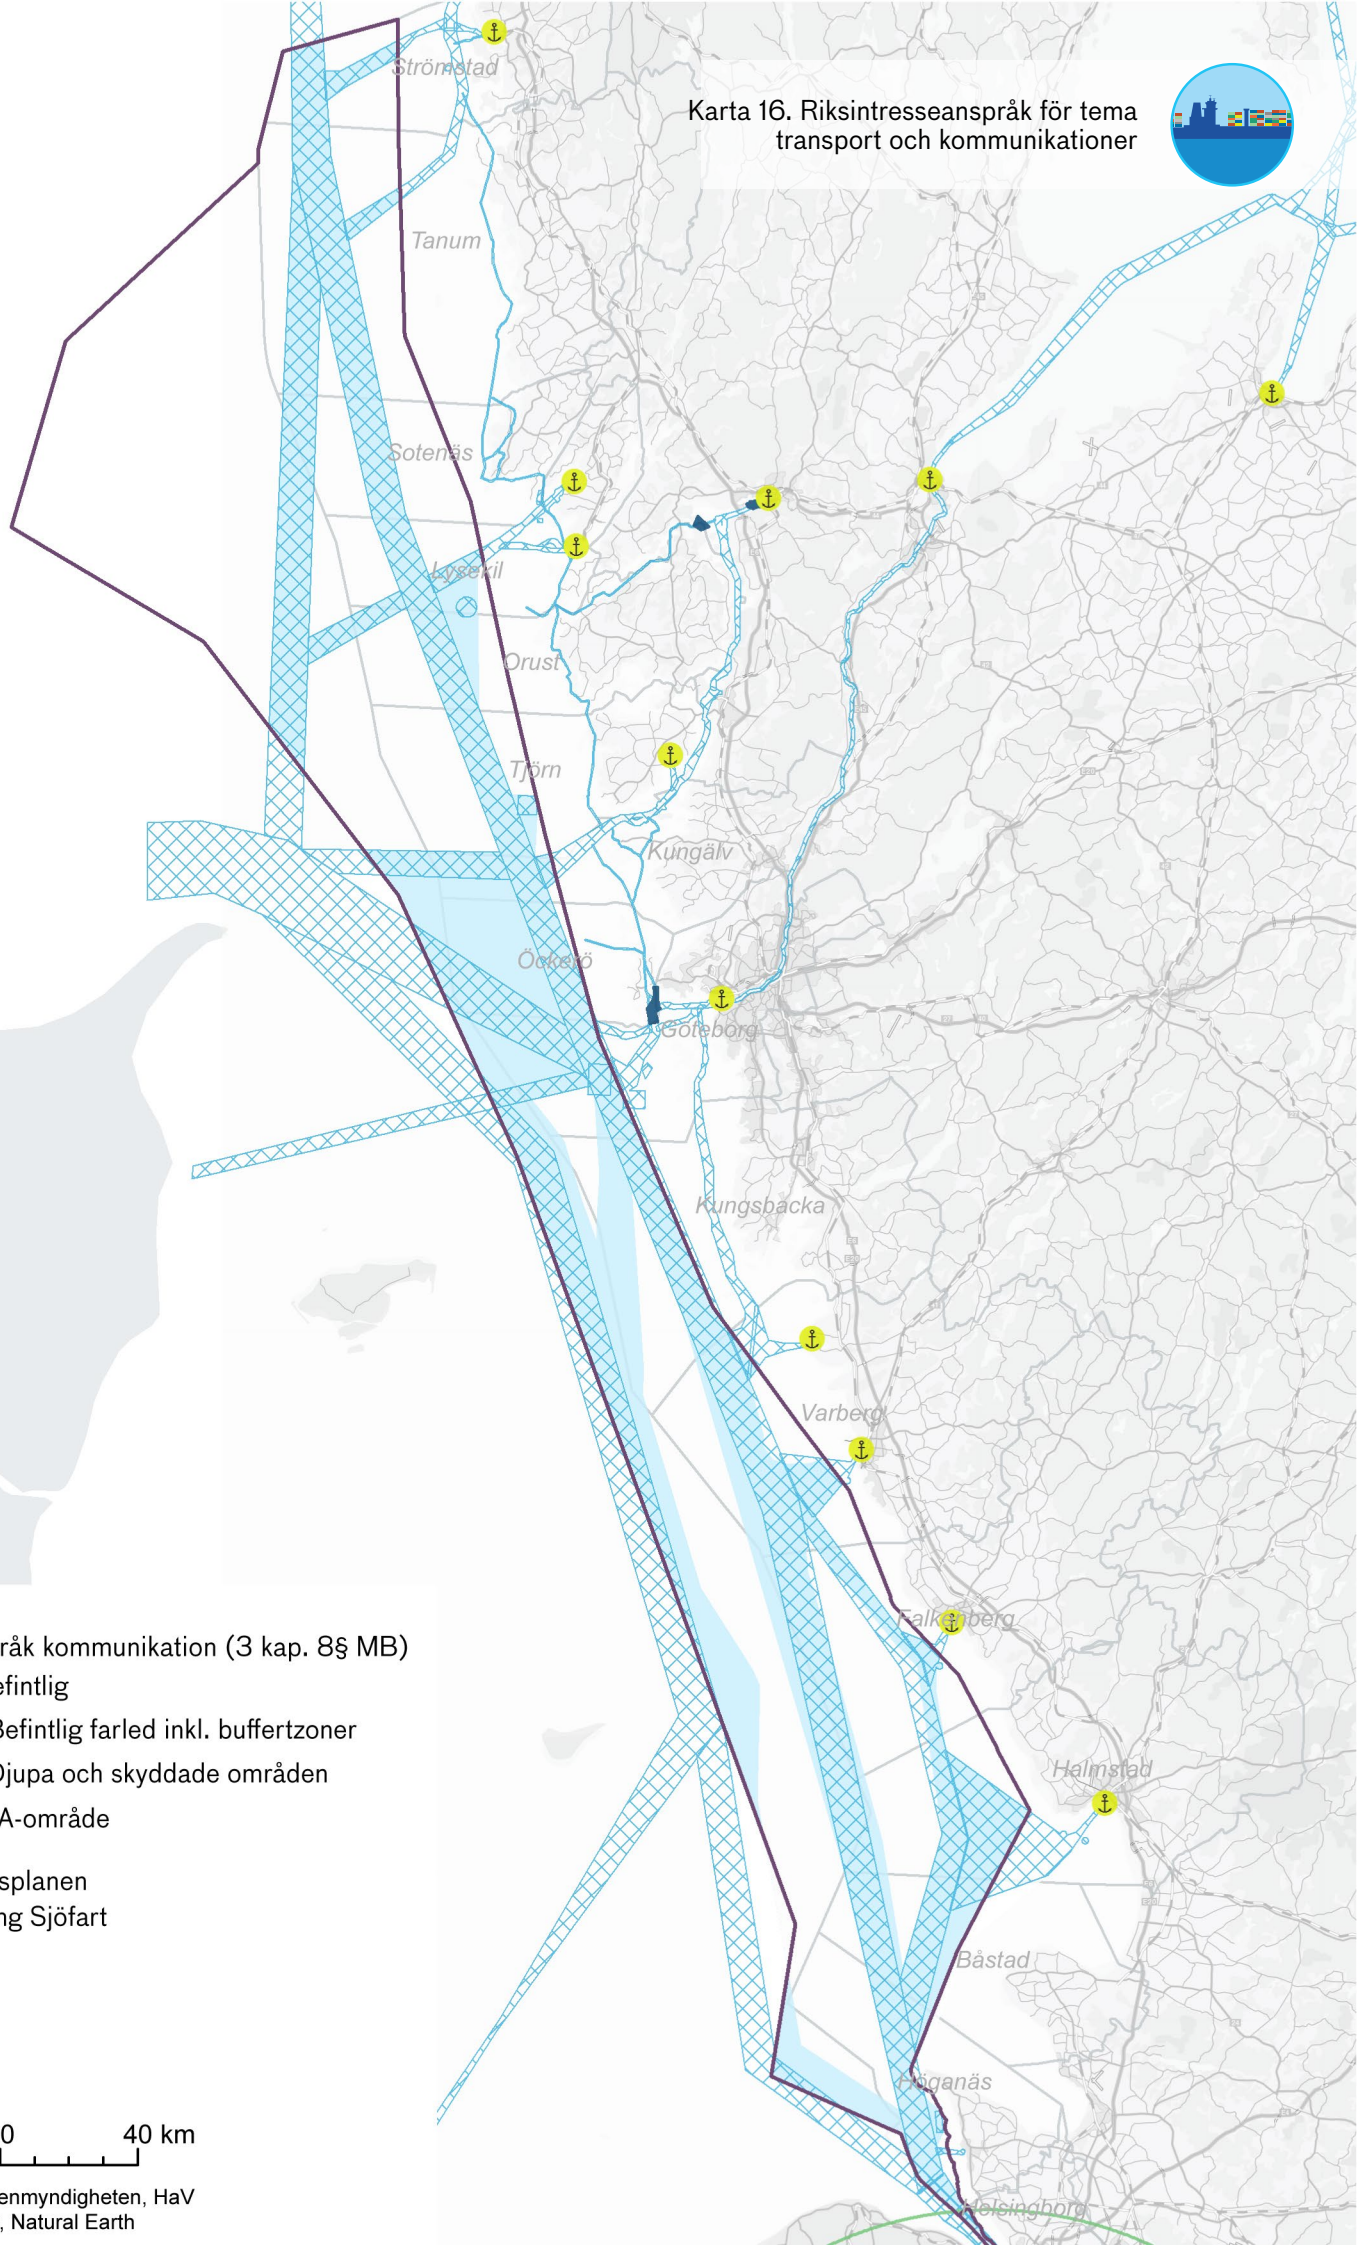 Strömstad
Karta 16. Riksintresseanspråk för tema
transport och kommunikationer
Tanum
Sotenäs
Lysekil
Orust
Tjörn
Kungälv
Öckerö
Göteborg
Kungsbacka
Varberg
Falkenberg
råk kommunikation (3 kap. 8§ MB)
efintlig
Befintlig farled inkl. buffertzoner
Djupa och skyddade områden
A-område
splanen
ng Sjöfart
Halmstad
Båstad
Höganäs
0 40 km
enmyndigheten, HaV
, Natural Earth
Helsingborg